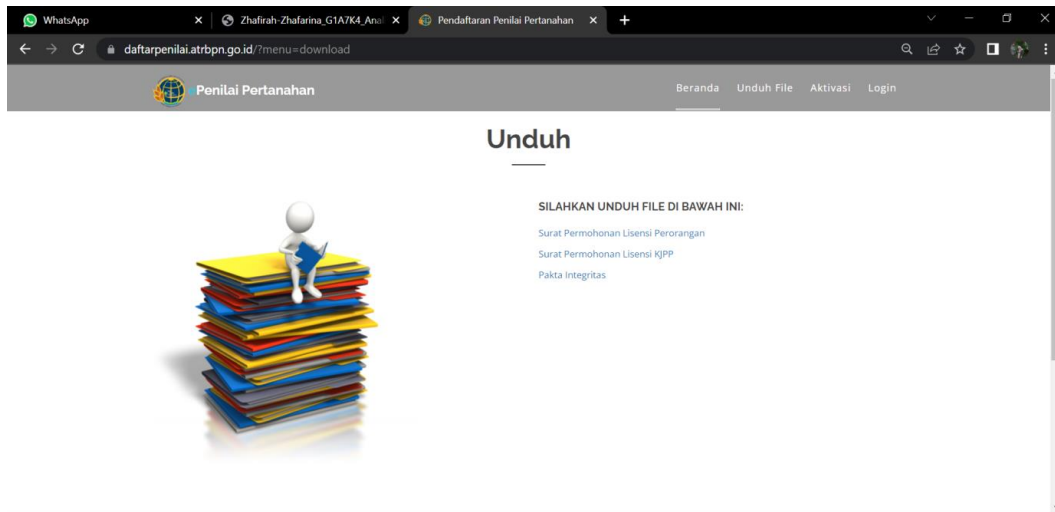 WhatsApp
Zhafirah-Zhafarina_G1A7K4_Anal
Pendaftaran Penilai Pertanahan
daftarpenilai.atrbpn.go.id/?menu=download
ePenilai Pertanahan
Beranda Unduh File Aktivasi Login
Unduh
SILAHKAN UNDUH FILE DI BAWAH INI:
Surat Permohonan Lisensi Perorangan
Surat Permohonan Lisensi KJPP
Pakta Integritas